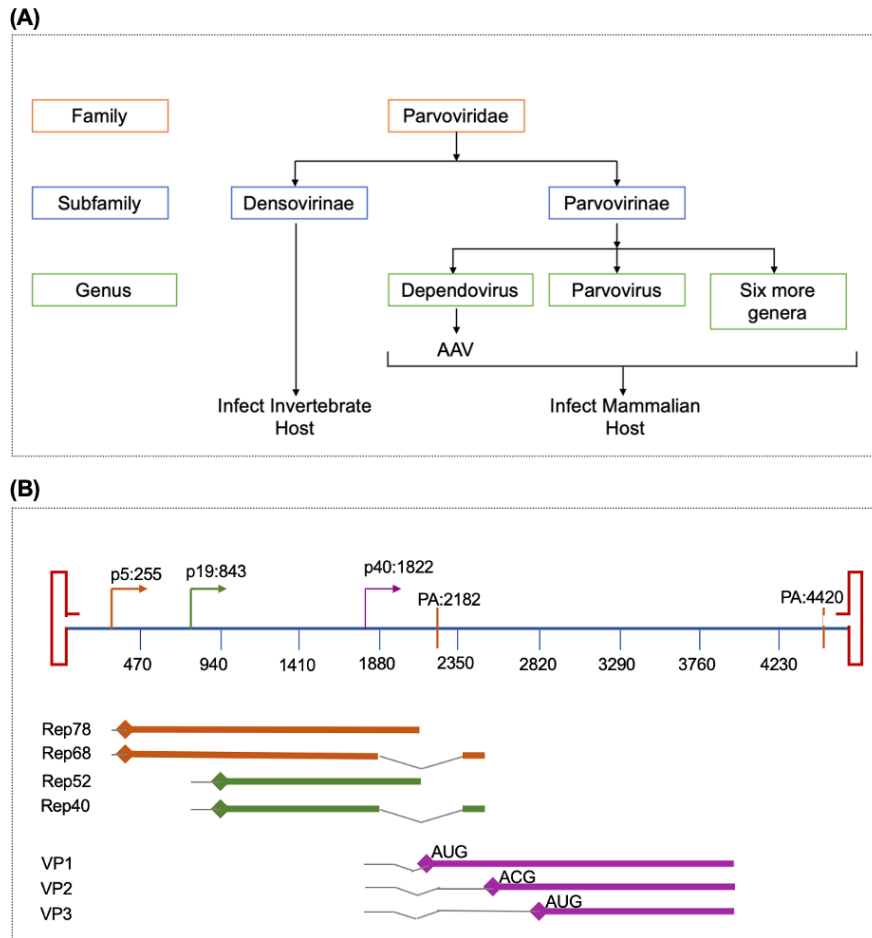 (A)
Family
Parvoviridae
Subfamily
Densovirinae
Parvovirinae
Genus
Dependovirus
Parvovirus
Six more
genera
AAV
Infect Invertebrate
Host
Infect Mammalian
Host
(B)
p5:255
p19:843
p40:1822
PA:2182
PA:4420
470
940
1410
1880
2350
2820
3290
3760
4230
Rep78
Rep68
Rep52
Rep40
VP1
AUG
VP2
ACG
VP3
AUG